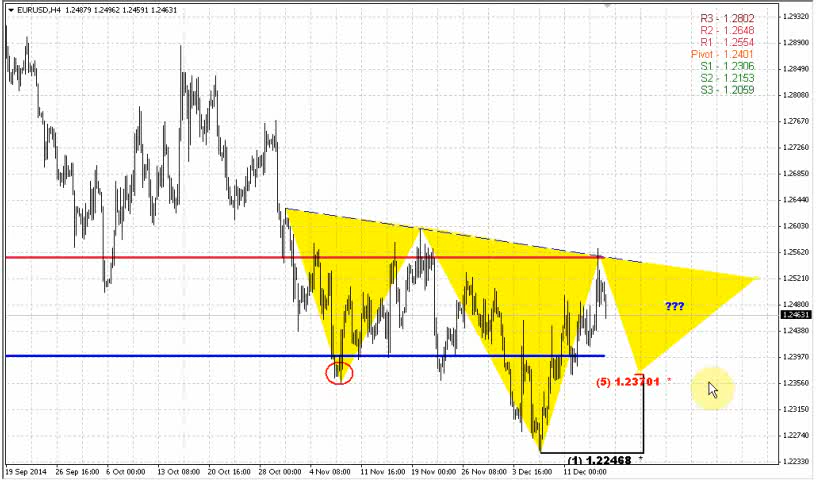 EURUSD,H4 1.24879 1.24962 1.24591 1.24631
R3 - 1.2802
R2 - 1.2648
R1 - 1.2554
Pivot - 1.2401
S1 - 1.2306
S2 - 1.2153
S3 - 1.2059
1.29320
1.28900
1.28490
1.28080
1.27670
1.27260
1.26850
1.26440
1.26030
1.25620
1.25210
1.24800
1.24631
1.24380
1.23970
1.23560
1.23150
1.22740
1.22330
???
(5) 1.23701 *
(1) 1.22468 *
19 Sep 2014 26 Sep 16:00 6 Oct 00:00 13 Oct 08:00 20 Oct 16:00 28 Oct 00:00 4 Nov 08:00 11 Nov 16:00 19 Nov 00:00 26 Nov 08:00 3 Dec 16:00 11 Dec 00:00